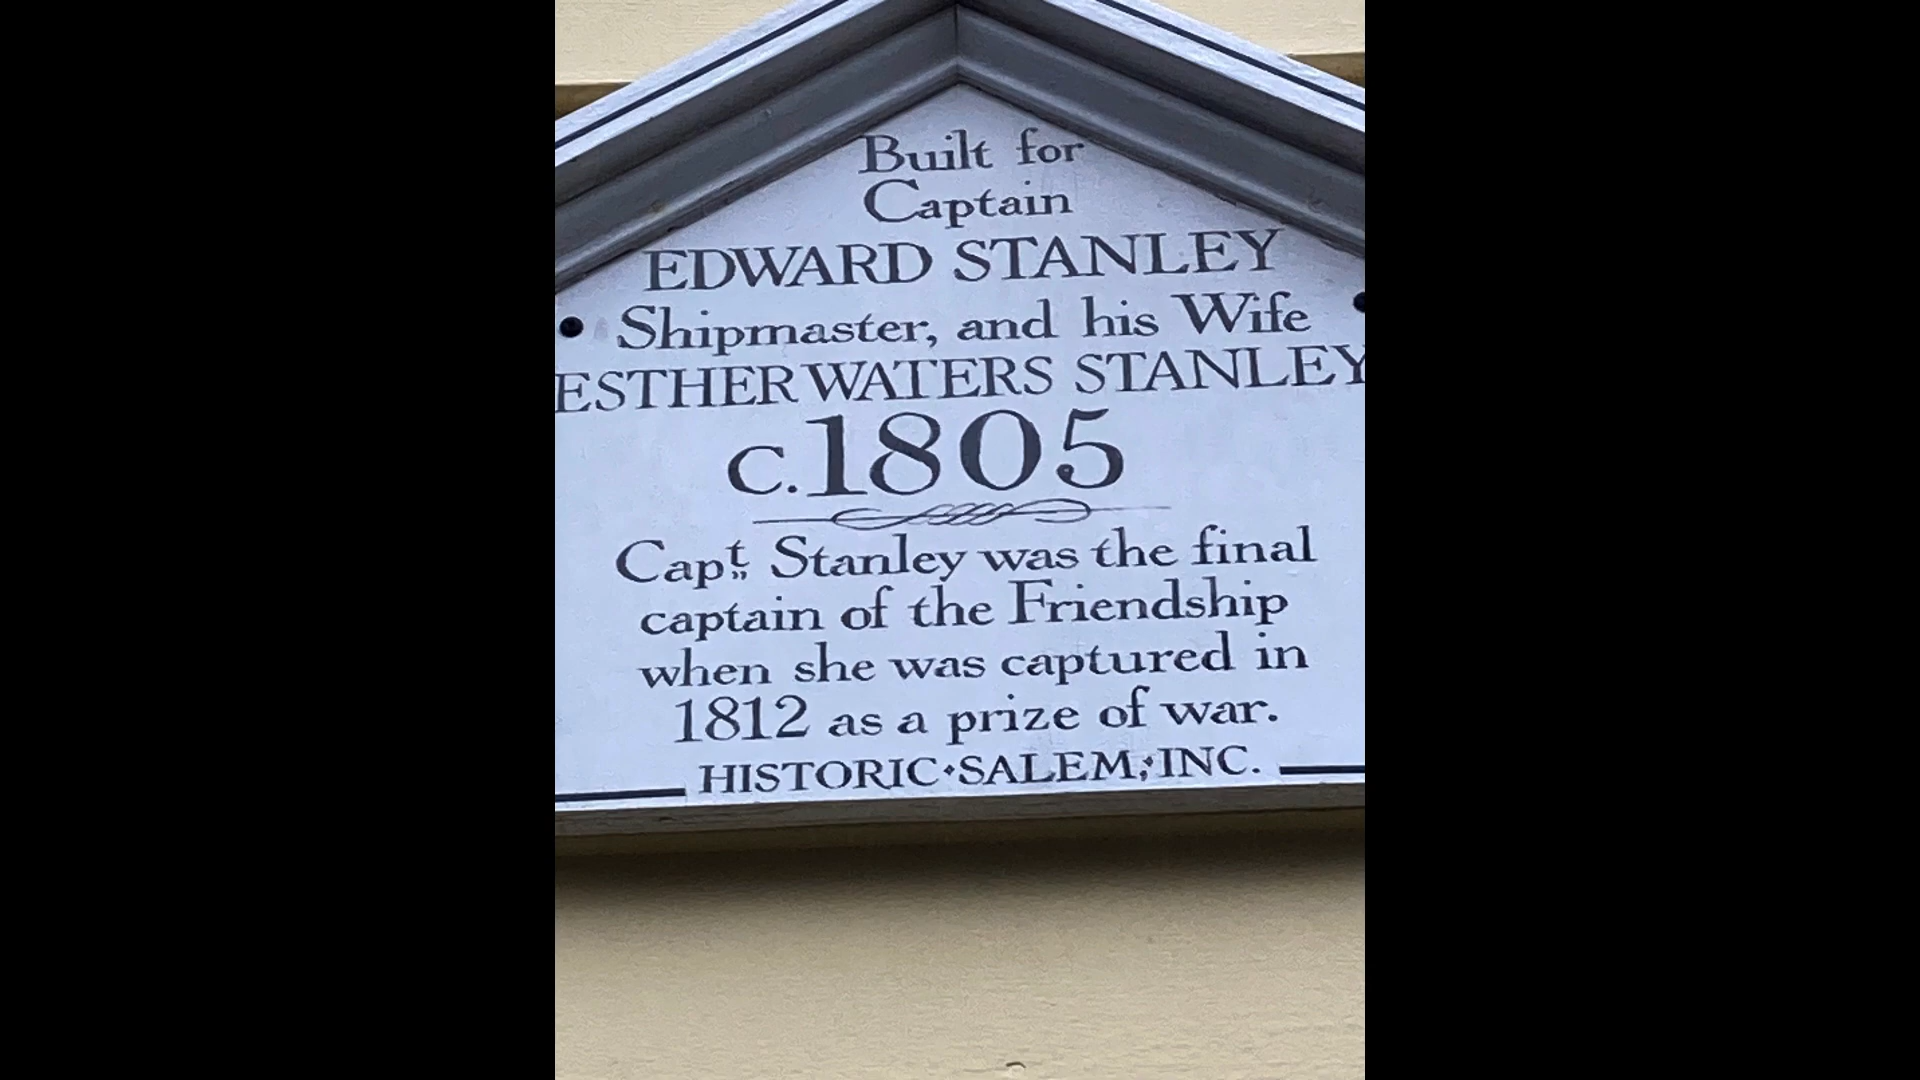 Built for
Captain
EDWARD STANLEY
Shipmaster, and his Wife
ESTHER WATERS STANLEY
c.1805
Capt. Stanley was the final
captain of the Friendship
when she was captured in
1812 as a prize of war.
HISTORIC•SALEM,•INC.